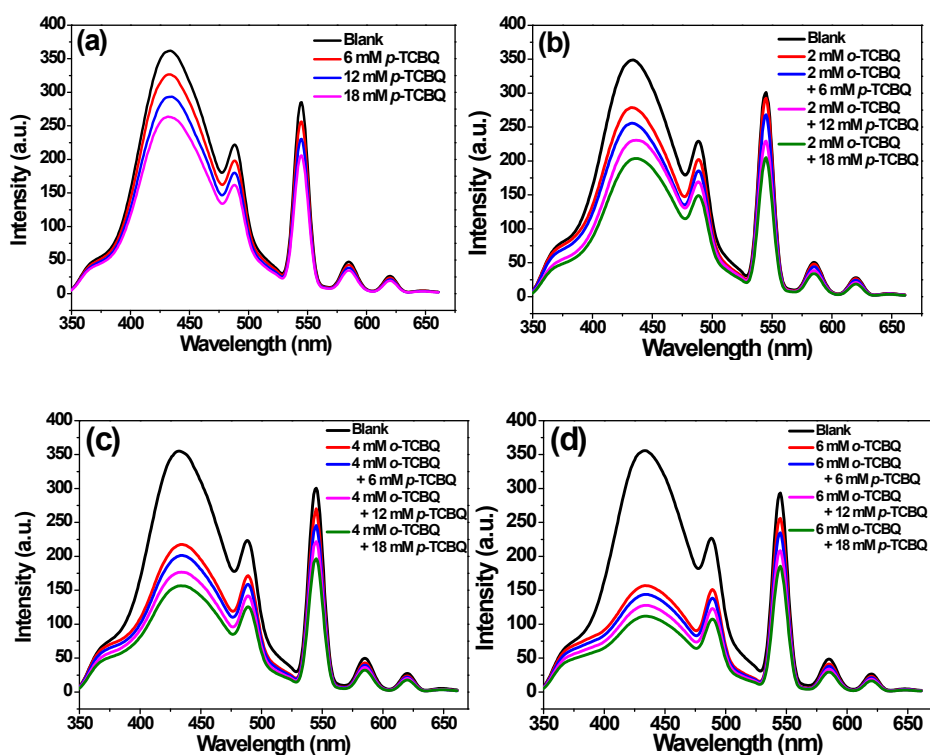 (a)
Blank
6 mM p-TCBQ
12 mM p-TCBQ
18 mM p-TCBQ
400
350
300
250
200
150
100
50
0
Intensity (a.u.)
350 400 450 500 550 600 650
Wavelength (nm)
(b)
Blank
2 mM o-TCBQ
2 mM o-TCBQ
+ 6 mM p-TCBQ
2 mM o-TCBQ
+ 12 mM p-TCBQ
2 mM o-TCBQ
+ 18 mM p-TCBQ
400
350
300
250
200
150
100
50
0
Intensity (a.u.)
350 400 450 500 550 600 650
Wavelength (nm)
(c)
Blank
4 mM o-TCBQ
4 mM o-TCBQ
+ 6 mM p-TCBQ
4 mM o-TCBQ
+ 12 mM p-TCBQ
4 mM o-TCBQ
+ 18 mM p-TCBQ
400
350
300
250
200
150
100
50
0
Intensity (a.u.)
350 400 450 500 550 600 650
Wavelength (nm)
(d)
Blank
6 mM o-TCBQ
6 mM o-TCBQ
+ 6 mM p-TCBQ
6 mM o-TCBQ
+ 12 mM p-TCBQ
6 mM o-TCBQ
+ 18 mM p-TCBQ
400
350
300
250
200
150
100
50
0
Intensity (a.u.)
350 400 450 500 550 600 650
Wavelength (nm)